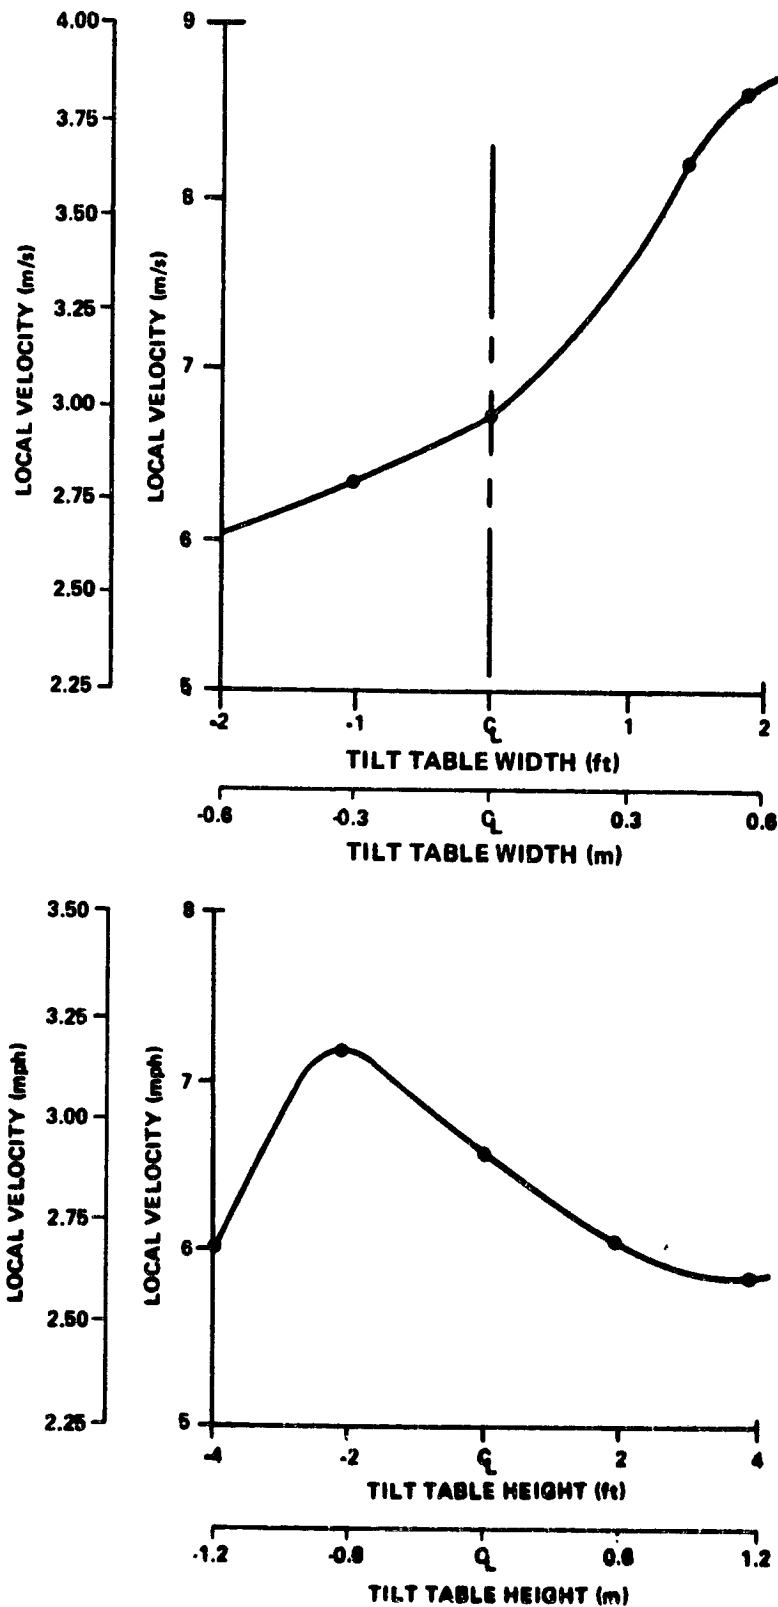 4.00
3.75
3.50
3.25
3.00
2.75
2.50
2.25
LOCAL VELOCITY (m/s)
9
8
7
6
5
LOCAL VELOCITY (m/s)
-2 -1 C L 1 2
TILT TABLE WIDTH (ft)
-0.6 -0.3 C L 0.3 0.6
TILT TABLE WIDTH (m)
3.50
3.25
3.00
2.75
2.50
2.25
LOCAL VELOCITY (mph)
8
7
6
5
LOCAL VELOCITY (mph)
-4 -2 C L 2 4
TILT TABLE HEIGHT (ft)
-1.2 -0.6 C L 0.6 1.2
TILT TABLE HEIGHT (m)